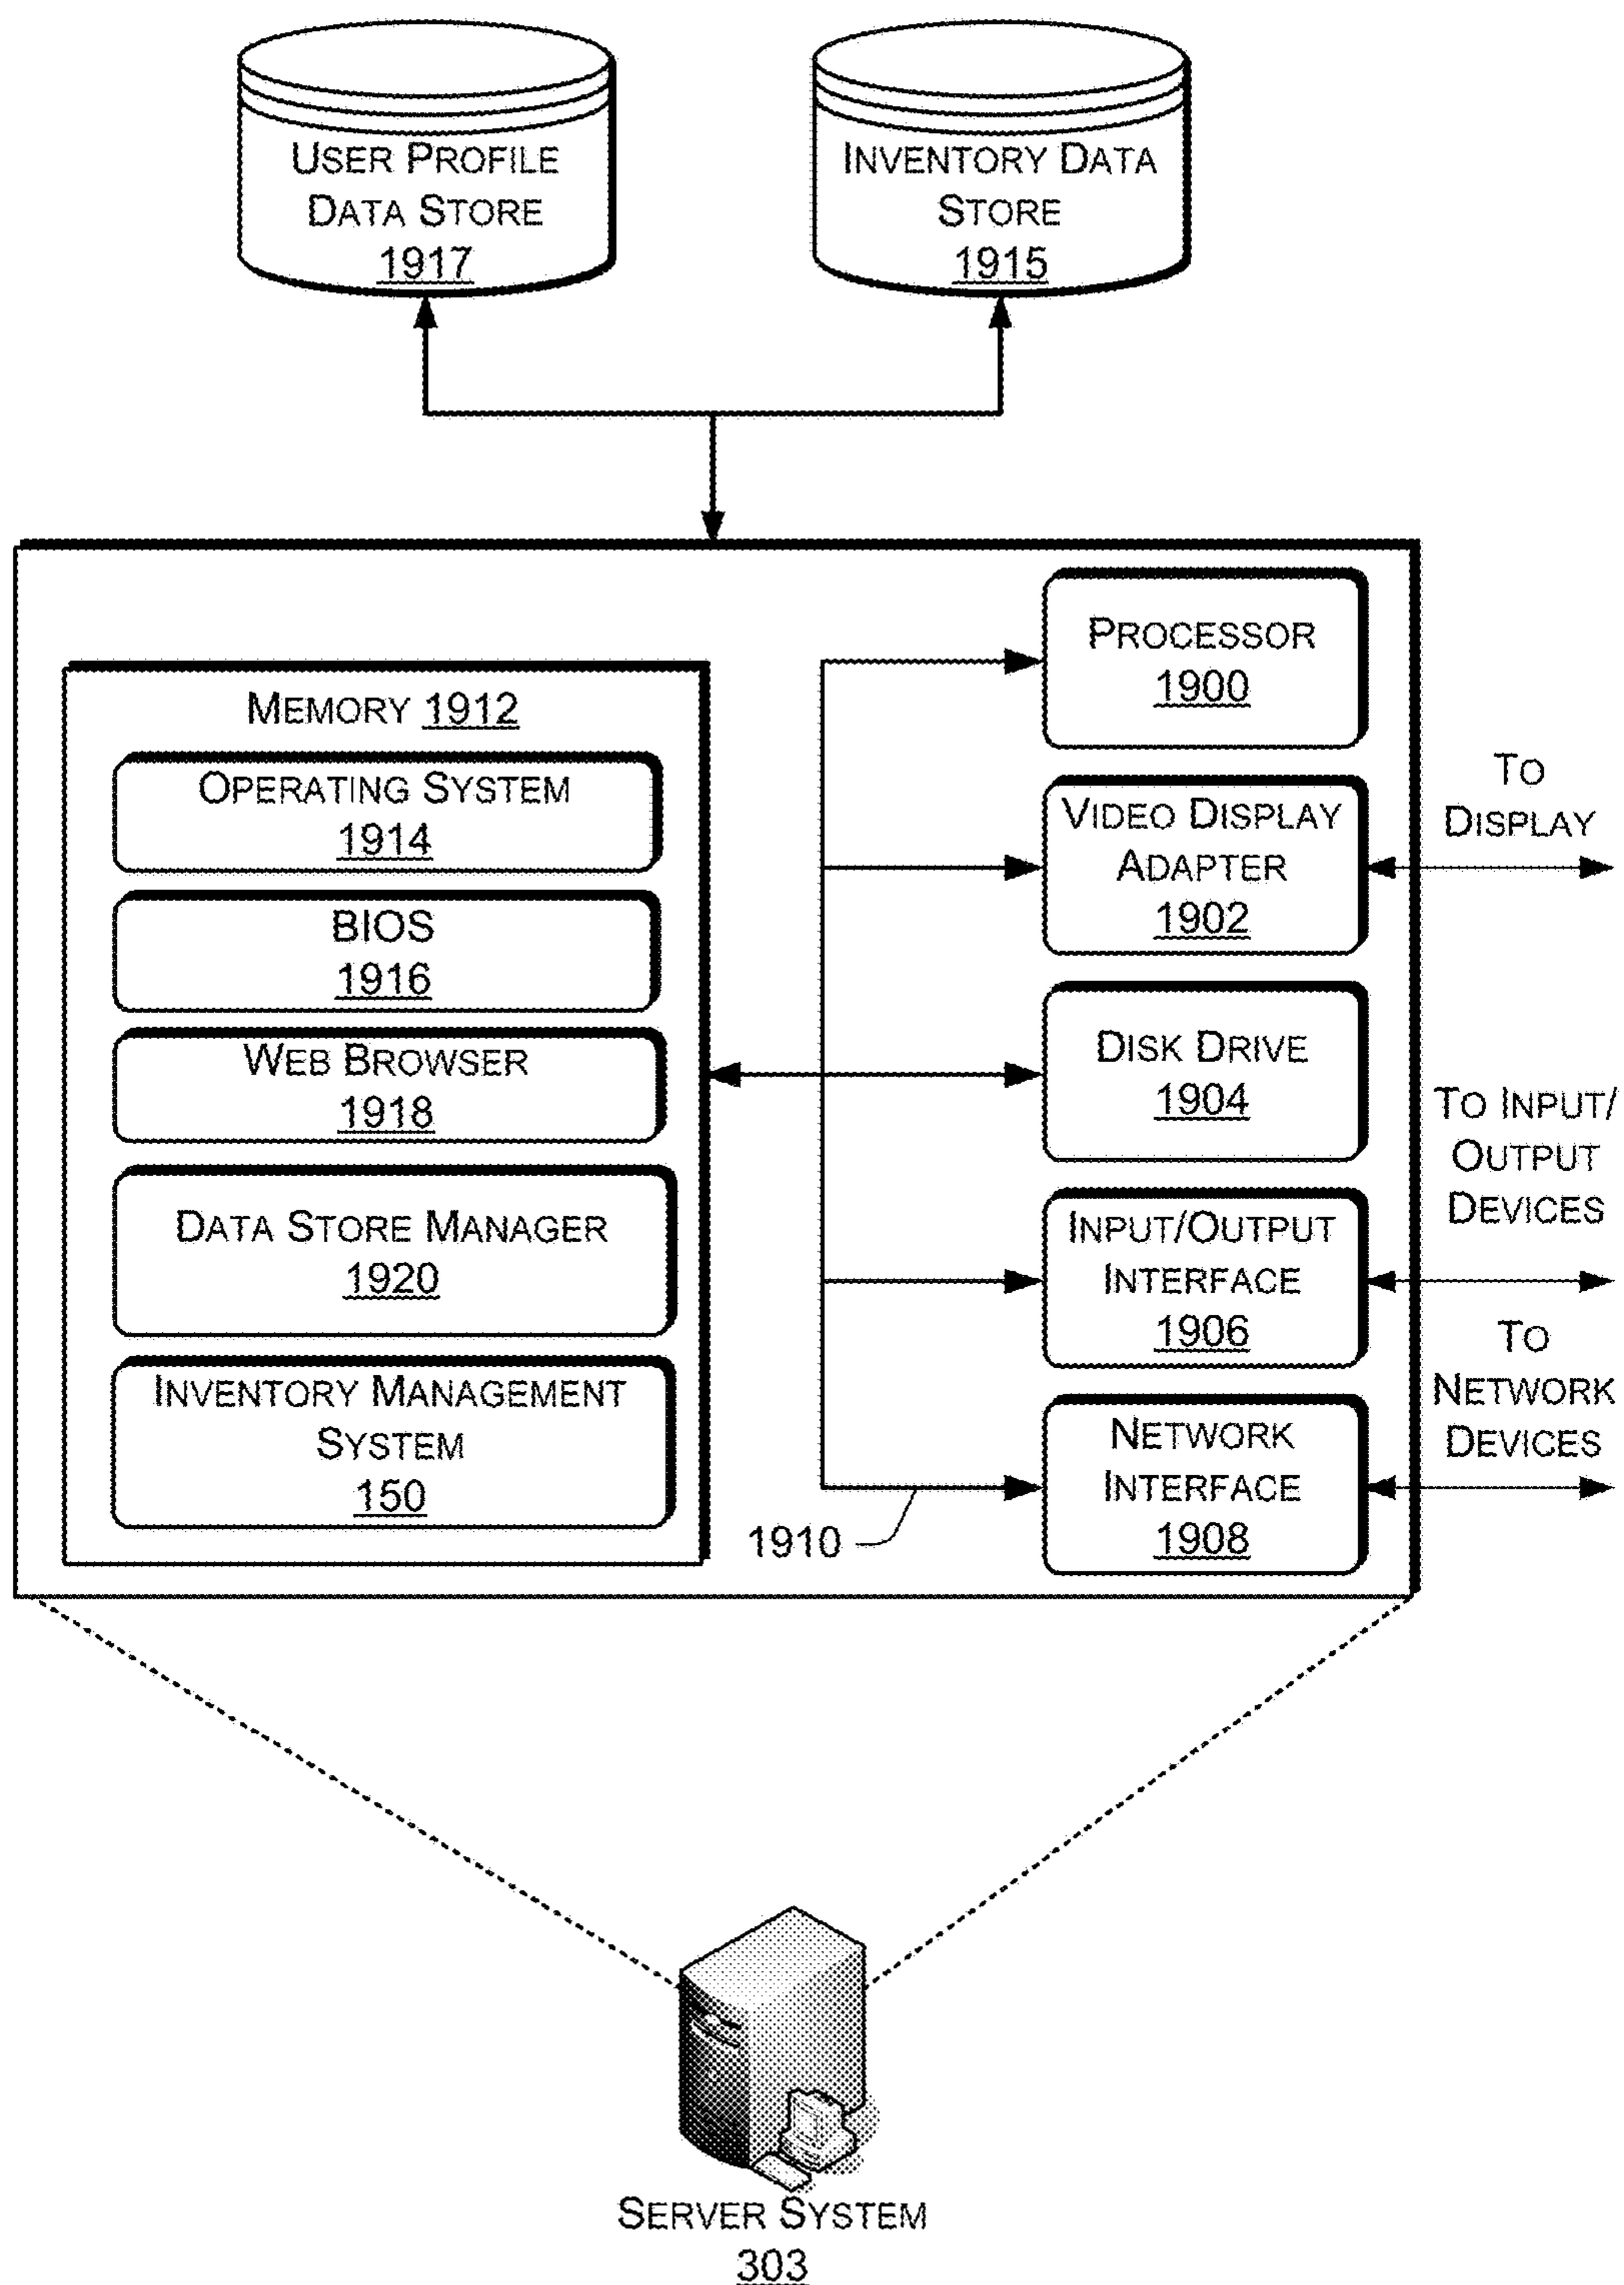 USER PROFILE
DATA STORE
1917
INVENTORY DATA
STORE
1915
MEMORY 1912
OPERATING SYSTEM
1914
BIOS
1916
WEB BROWSER
1918
DATA STORE MANAGER
1920
INVENTORY MANAGEMENT
SYSTEM
150
PROCESSOR
1900
VIDEO DISPLAY
ADAPTER
1902
DISK DRIVE
1904
INPUT/OUTPUT
INTERFACE
1906
NETWORK
INTERFACE
1908
1910
TO
DISPLAY
TO INPUT/
OUTPUT
DEVICES
TO
NETWORK
DEVICES
SERVER SYSTEM
303